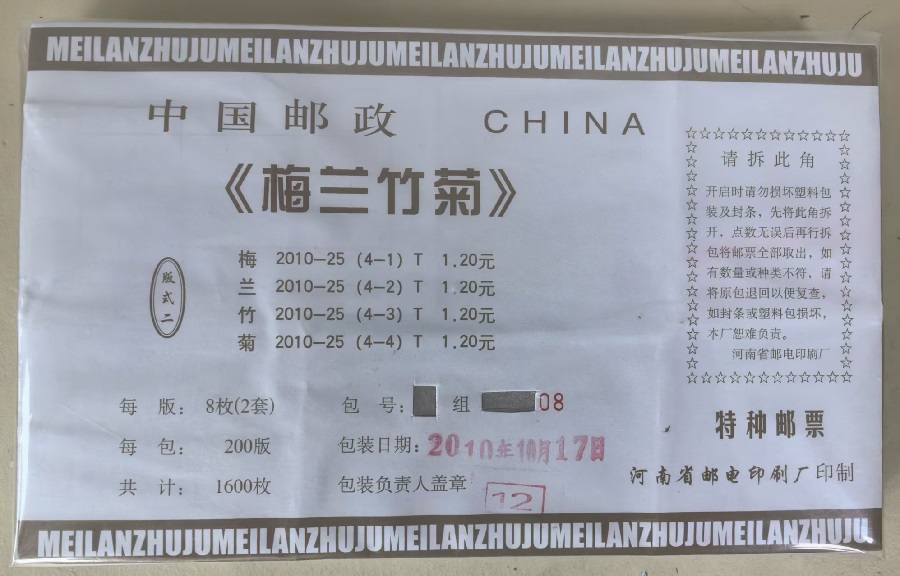 MEILANZHUJUMEILANZHUJUMEILANZHUJUMEILANZHUJUMEILANZHUJU
中国邮政 CHINA
《梅兰竹菊》
梅 2010-25 (4-1) T 1.20元
兰 2010-25 (4-2) T 1.20元
竹 2010-25 (4-3) T 1.20元
菊 2010-25 (4-4) T 1.20元
版式二
请拆此角
开启时请勿损坏塑料包
装及封条，先将此角拆
开，点数无误后再行拆
包将邮票全部取出，如
有数量或种类不符，请
将原包退回以便复查，
如封条或塑料包损坏，
本厂恕难负责。
河南省邮电印刷厂
每 版： 8枚(2套) 包 号： 组 08
每 包： 200版 包装日期：2010年10月17日
共 计： 1600枚 包装负责人盖章 12
特种邮票
河南省邮电印刷厂印制
MEILANZHUJUMEILANZHUJUMEILANZHUJUMEILANZHUJUMEILANZHUJU